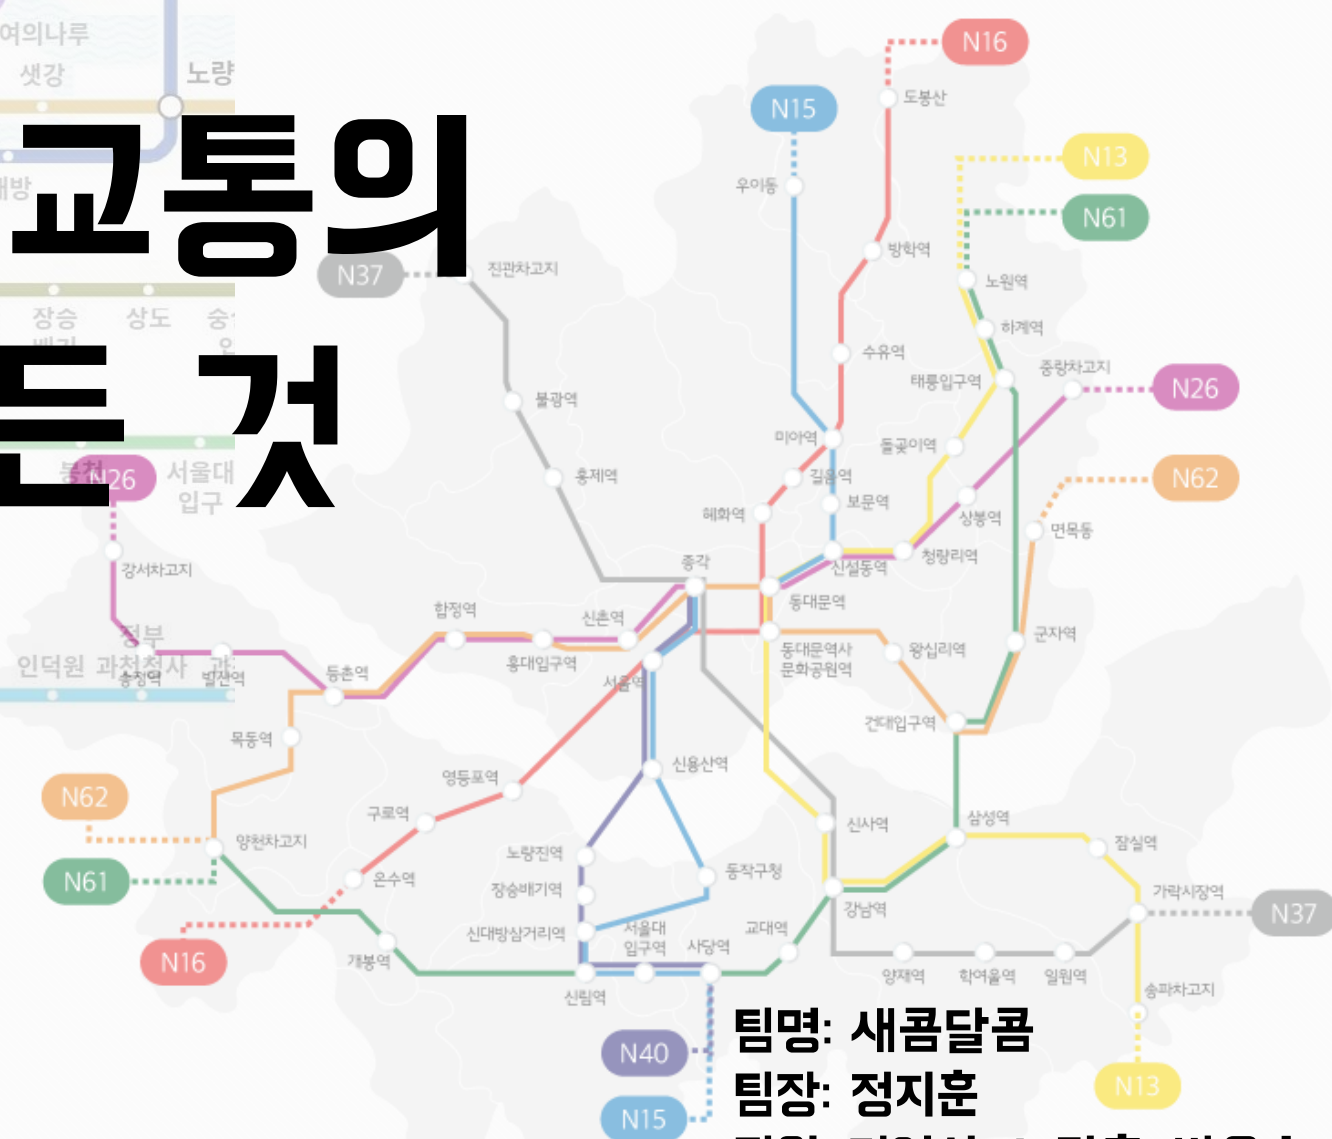 여의나루
샛강
노량
N16
도봉산
N15
N13
우이동
N61
교통의
방학역
N37
진관차고지
노원역
장승
상도
하계역
수유역
중랑차고지
태릉입구역
N26
든 것
불광역
미아역
돌곶이역
N26
서울대
입구
홍제역
길음역
N62
보문역
혜화역
상봉역
면목동
종각
신설동역
청량리역
강서차고지
동대문역
합정역
신촌역
정부
군자역
인덕원 과천청사
홍대입구역
동대문역사
문화공원역
왕십리역
송정역
발산역
등촌역
서울역
목동역
건대입구역
영등포역
신용산역
N62
구로역
신사역
삼성역
양천차고지
노량진역
잠실역
N61
온수역
장승배기역
동작구청
가락시장역
강남역
N37
신대방삼거리역
서울대
입구역
교대역
사당역
N16
개봉역
양재역
학여울역
일원역
신림역
송파차고지
팀명: 새콤달콤
N40
N13
팀장: 정지훈
N15